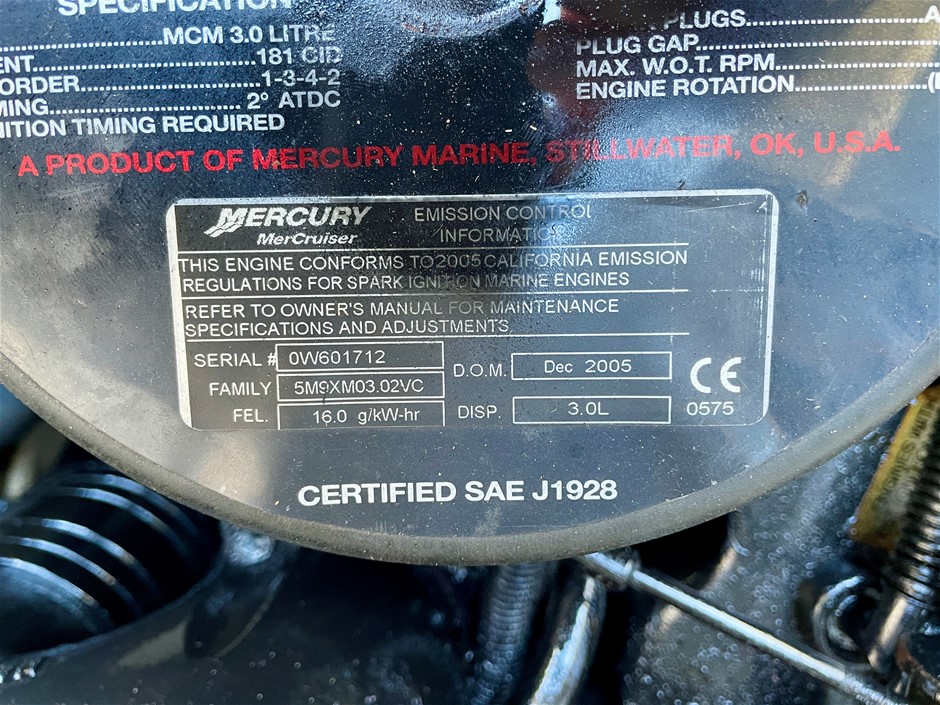 SPECIFICATION
MCM 3.0 LITRE
ENT 181 CID
ORDER 1-3-4-2
MING 2° ATDC
NITION TIMING REQUIRED
PLUGS A
PLUG GAP
MAX. W.O.T. RPM
ENGINE ROTATION (
A PRODUCT OF MERCURY MARINE, STILLWATER, OK, U.S.A.
MERCURY EMISSION CONTROL
MerCruiser INFORMATION
THIS ENGINE CONFORMS TO 2005 CALIFORNIA EMISSION
REGULATIONS FOR SPARK IGNITION MARINE ENGINES
REFER TO OWNER'S MANUAL FOR MAINTENANCE
SPECIFICATIONS AND ADJUSTMENTS.
SERIAL # 0W601712 D.O.M. Dec 2005 CE
FAMILY 5M9XM03.02VC
FEL. 16.0 g/kW-hr DISP. 3.0L 0575
CERTIFIED SAE J1928